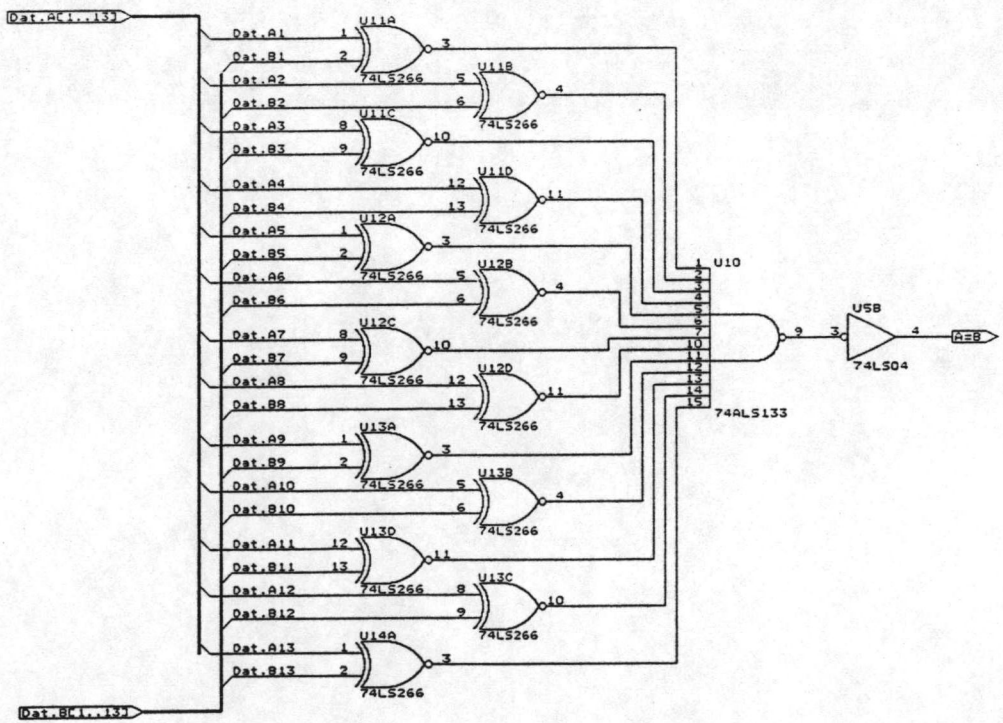 Dat.A[1..13]
U11A
Dat.A1 1
3
Dat.B1 2
74LS266
U11B
Dat.A2 5
4
Dat.B2 6
74LS266
U11C
Dat.A3 8
10
Dat.B3 9
74LS266
U11D
Dat.A4 12
11
Dat.B4 13
74LS266
U12A
Dat.A5 1
3
Dat.B5 2
74LS266
U12B
Dat.A6 5
4
Dat.B6 6
74LS266
U12C
Dat.A7 8
10
Dat.B7 9
74LS266
U12D
Dat.A8 12
11
Dat.B8 13
74LS266
U13A
Dat.A9 1
3
Dat.B9 2
74LS266
U13B
Dat.A10 5
4
Dat.B10 6
74LS266
U13D
Dat.A11 12
11
Dat.B11 13
74LS266
U13C
Dat.A12 8
10
Dat.B12 9
74LS266
U14A
Dat.A13 1
3
Dat.B13 2
74LS266
Dat.B[1..13]
U10
1
2
3
4
5
6
7
10
11
12
13
14
15
9
74ALS133
U5B
3 4
74LS04
A=B